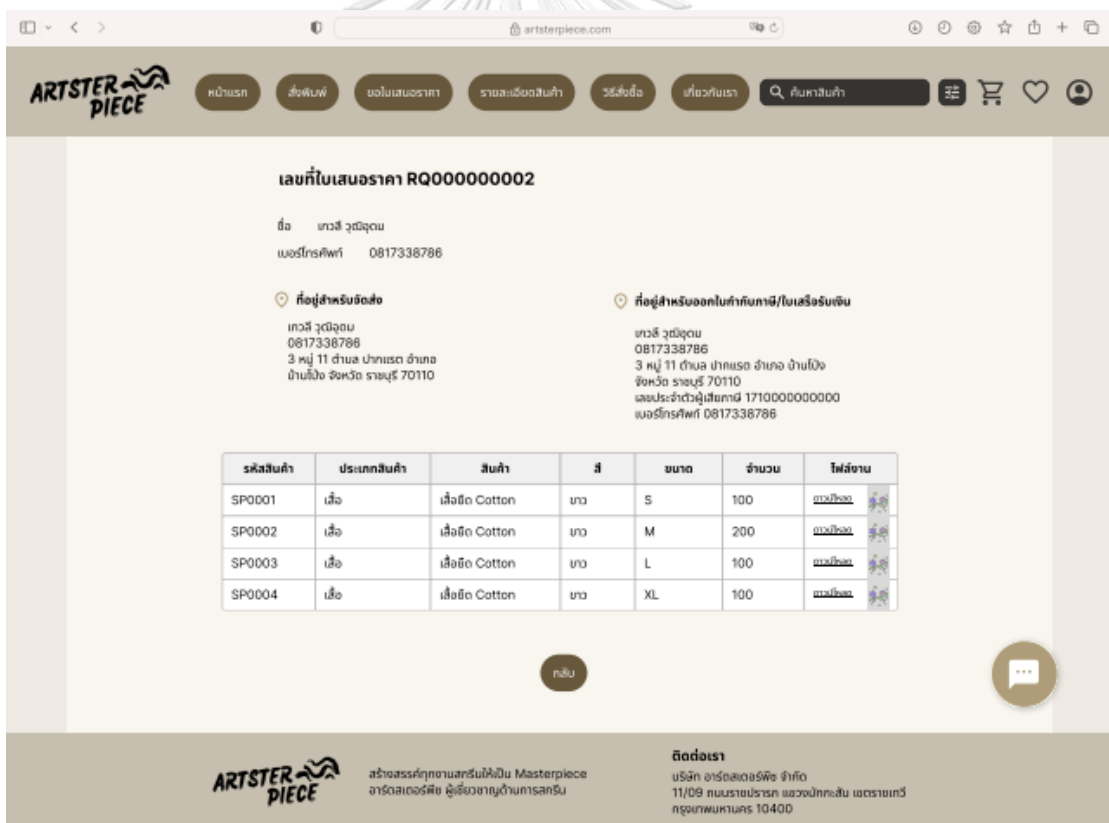 artsterpiece.com
ARTSTER
PIECE
หน้าแรก สั่งพิมพ์ ขอใบเสนอราคา รายละเอียดสินค้า วิธีสั่งซื้อ เกี่ยวกับเรา ค้นหาสินค้า
เลขที่ใบเสนอราคา RQ000000002
ชื่อ เกวลี วุฒิอุดม
เบอร์โทรศัพท์ 0817338786
ที่อยู่สำหรับจัดส่ง
เกวลี วุฒิอุดม
0817338786
3 หมู่ 11 ตำบล ปากแรต อำเภอ
บ้านโป่ง จังหวัด ราชบุรี 70110
ที่อยู่สำหรับออกใบกำกับภาษี/ใบเสร็จรับเงิน
เกวลี วุฒิอุดม
0817338786
3 หมู่ 11 ตำบล ปากแรต อำเภอ บ้านโป่ง
จังหวัด ราชบุรี 70110
เลขประจำตัวผู้เสียภาษี 1710000000000
เบอร์โทรศัพท์ 0817338786
รหัสสินค้า ประเภทสินค้า สินค้า สี ขนาด จำนวน ไฟล์งาน
SP0001 เสื้อ เสื้อยืด Cotton ขาว S 100 ดาวน์โหลด
SP0002 เสื้อ เสื้อยืด Cotton ขาว M 200 ดาวน์โหลด
SP0003 เสื้อ เสื้อยืด Cotton ขาว L 100 ดาวน์โหลด
SP0004 เสื้อ เสื้อยืด Cotton ขาว XL 100 ดาวน์โหลด
กลับ
ARTSTER
PIECE
สร้างสรรค์ทุกงานสกรีนให้เป็น Masterpiece
อาร์ตสเตอร์พีซ ผู้เชี่ยวชาญด้านการสกรีน
ติดต่อเรา
บริษัท อาร์ตสเตอร์พีซ จำกัด
11/09 ถนนราชปรารภ แขวงมักกะสัน เขตราชเทวี
กรุงเทพมหานคร 10400